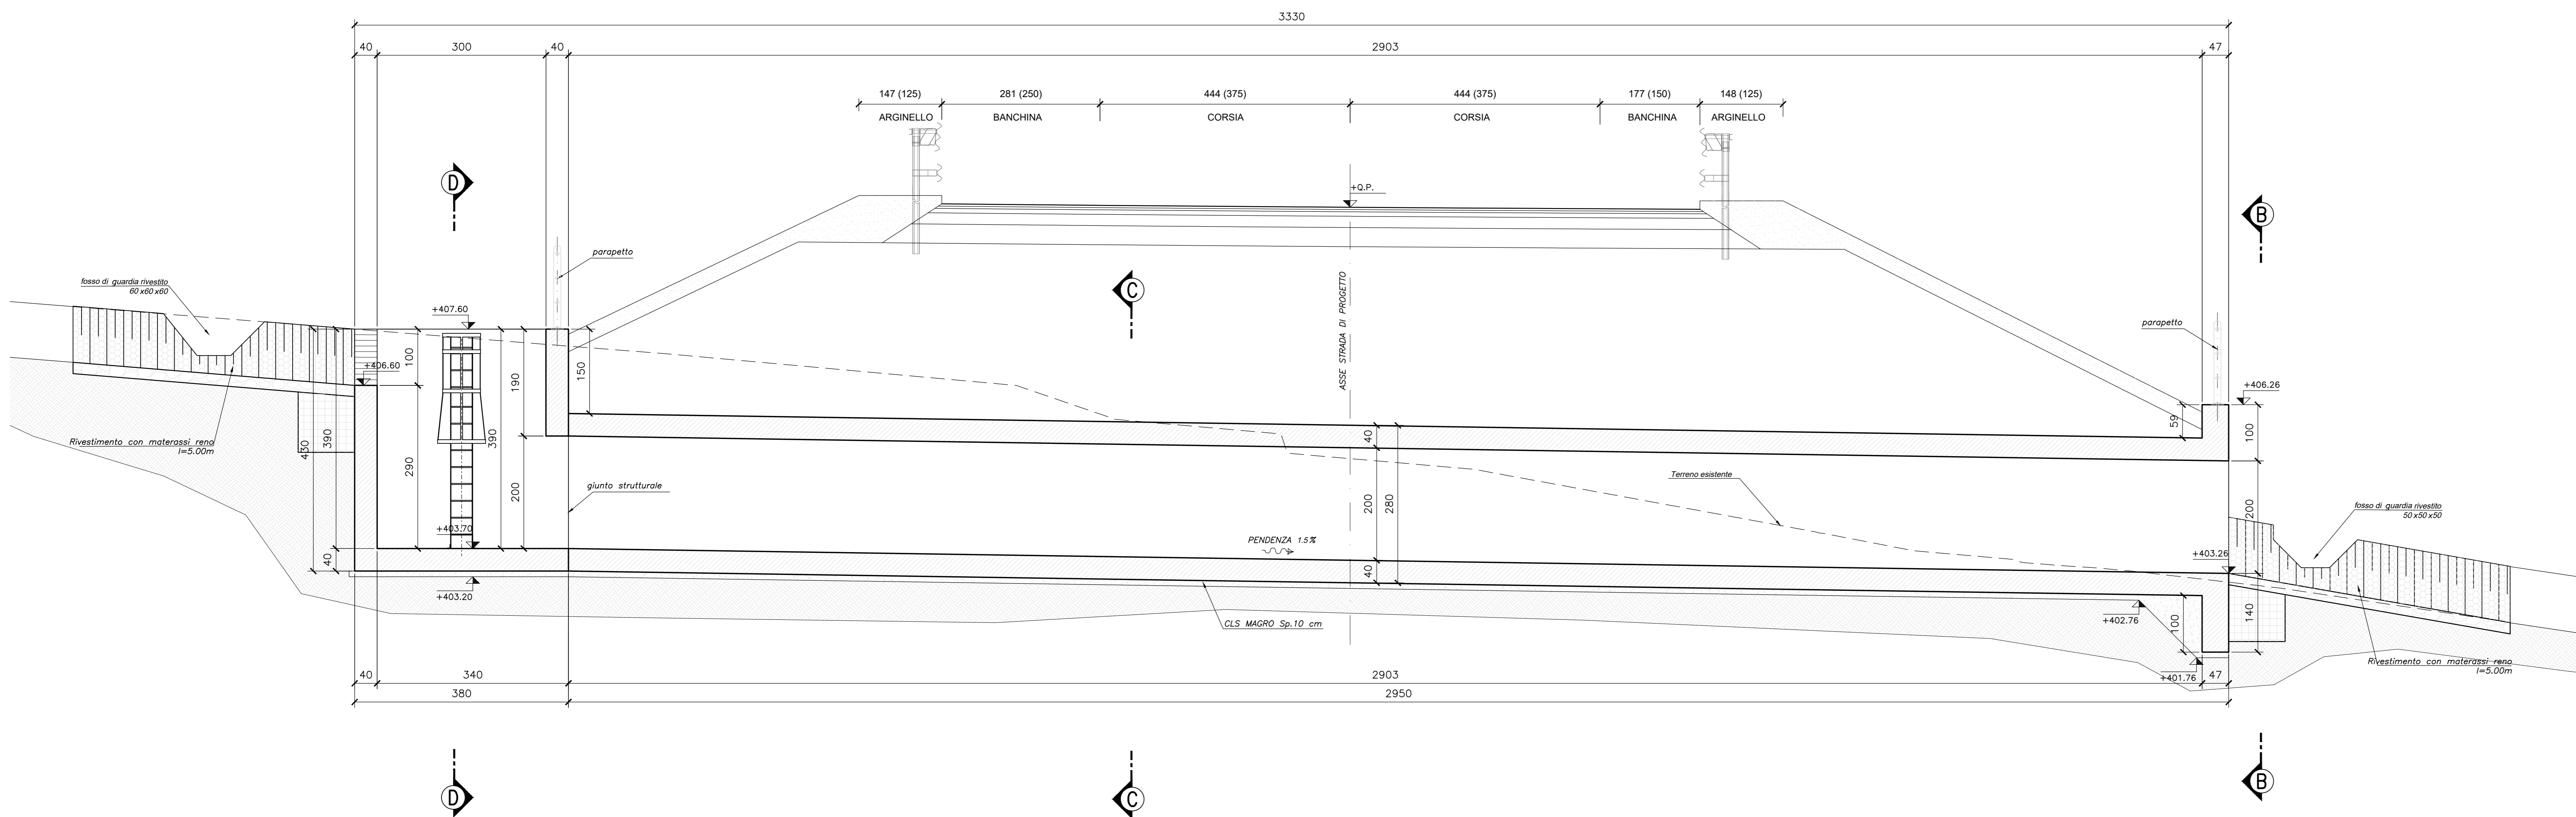 3330
40 300 40 2903 47
147 (125) 281 (250) 444 (375) 444 (375) 177 (150) 148 (125)
ARGINELLO BANCHINA CORSIA CORSIA BANCHINA ARGINELLO
D
+Q.P.
B
parapetto
fosso di guardia rivestito
60x60x60
C
ASSE STRADA DI PROGETTO
+407.60
parapetto
+406.60
100
190
150
+406.26
59
100
Rivestimento con materassi reno
l=5.00m
430
390
290
390
40
giunto strutturale
200
280
Terreno esistente
200
fosso di guardia rivestito
50x50x50
200
+403.70
PENDENZA 1.5%
+403.26
40
40
+403.20
CLS MAGRO Sp.10 cm
+402.76
100
140
Rivestimento con materassi reno
l=5.00m
+401.76
40 340 2903 47
380 2950
D
C
B